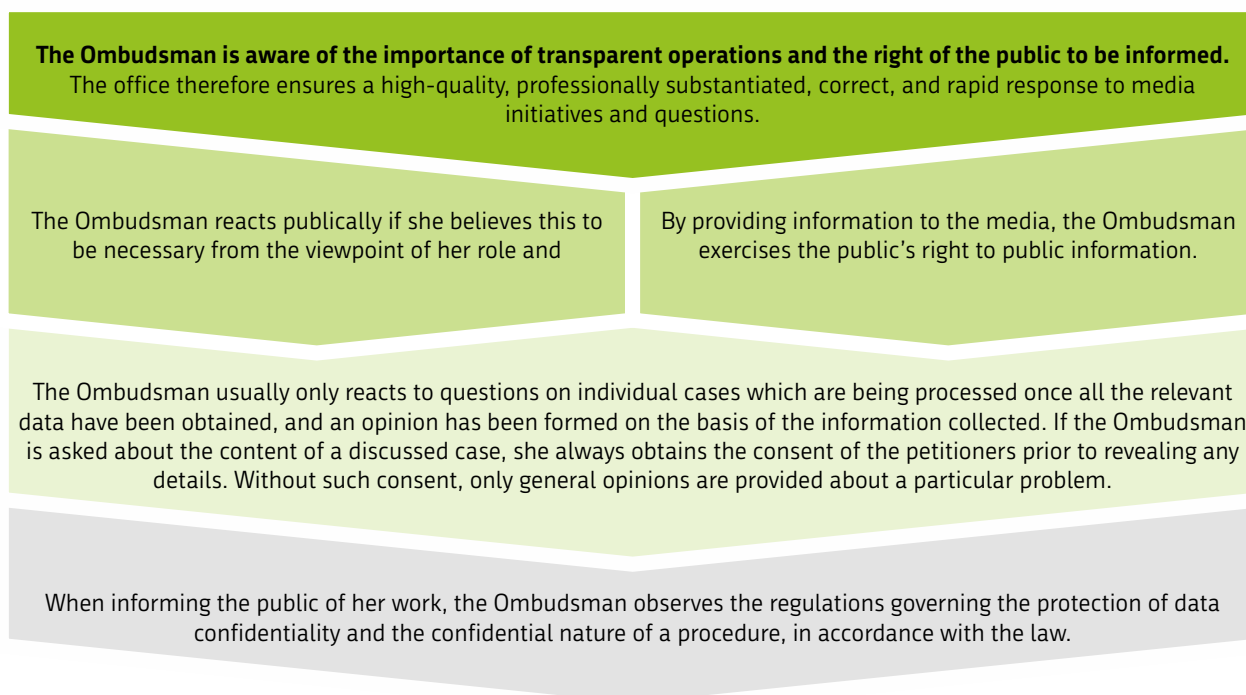 The Ombudsman is aware of the importance of transparent operations and the right of the public to be informed.
The office therefore ensures a high-quality, professionally substantiated, correct, and rapid response to media
initiatives and questions.
The Ombudsman reacts publically if she believes this to
be necessary from the viewpoint of her role and
By providing information to the media, the Ombudsman
exercises the public's right to public information.
The Ombudsman usually only reacts to questions on individual cases which are being processed once all the relevant
data have been obtained, and an opinion has been formed on the basis of the information collected. If the Ombudsman
is asked about the content of a discussed case, she always obtains the consent of the petitioners prior to revealing any
details. Without such consent, only general opinions are provided about a particular problem.
When informing the public of her work, the Ombudsman observes the regulations governing the protection of data
confidentiality and the confidential nature of a procedure, in accordance with the law.